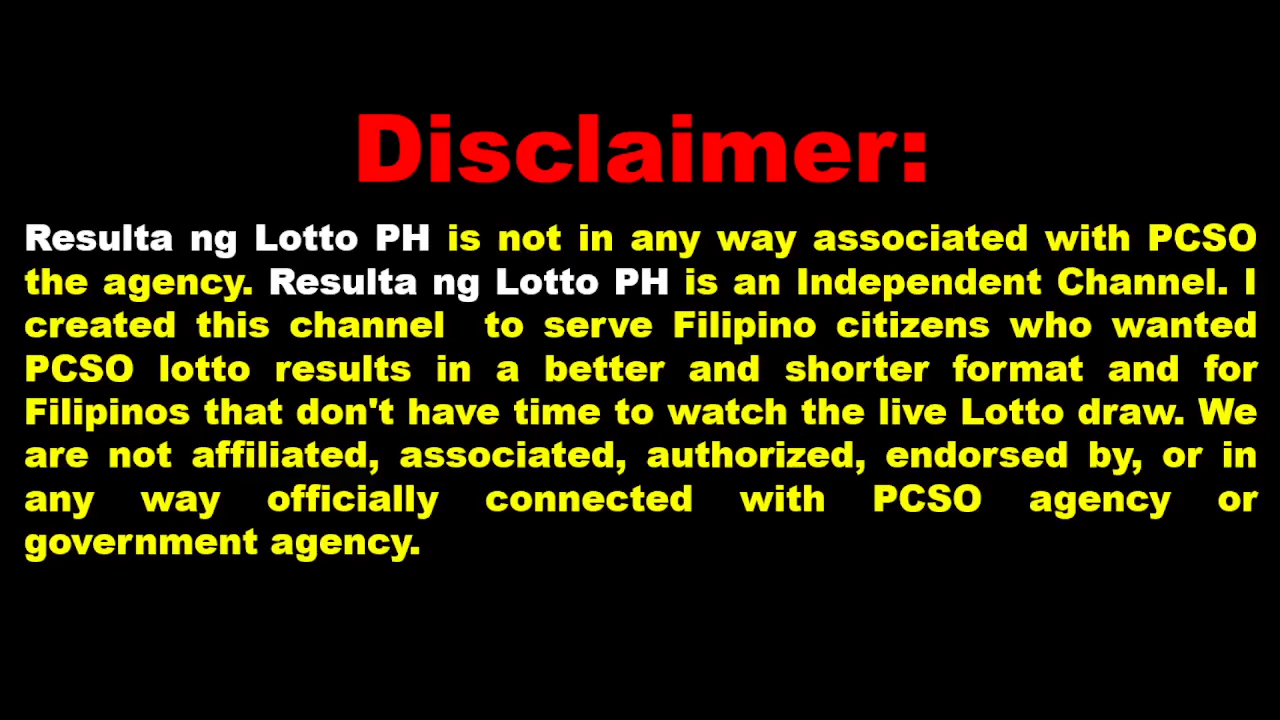 Disclaimer:
Resulta ng Lotto PH is not in any way associated with PCSO
the agency. Resulta ng Lotto PH is an Independent Channel. I
created this channel to serve Filipino citizens who wanted
PCSO lotto results in a better and shorter format and for
Filipinos that don't have time to watch the live Lotto draw. We
are not affiliated, associated, authorized, endorsed by, or in
any way officially connected with PCSO agency or
government agency.